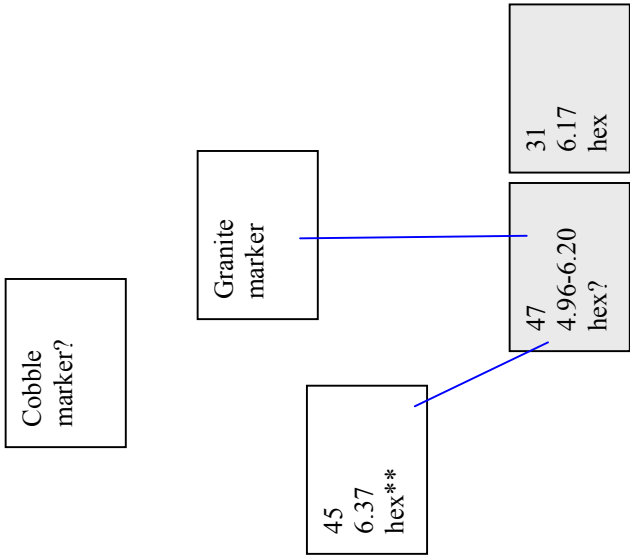 Cobble
marker?
Granite
marker
45
6.37
hex**
47
4.96-6.20
hex?
31
6.17
hex